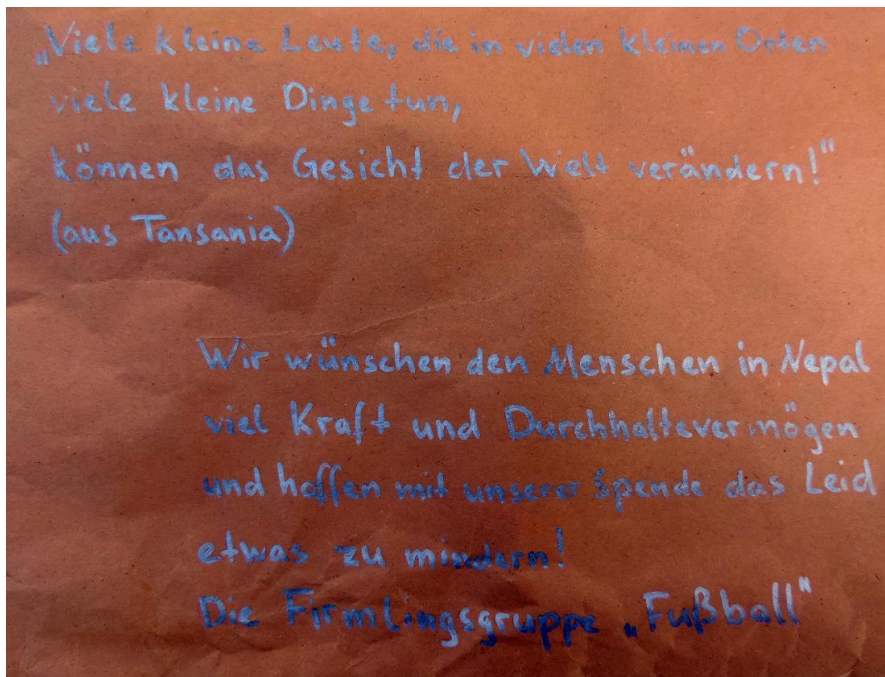 „Viele kleine Leute, die in vielen kleinen Orten
viele kleine Dinge tun,
können das Gesicht der Welt verändern!"
(aus Tansania)
Wir wünschen den Menschen in Nepal
viel Kraft und Durchhaltevermögen
und hoffen mit unserer Spende das Leid
etwas zu mindern!
Die Firmlingsgruppe „Fußball"